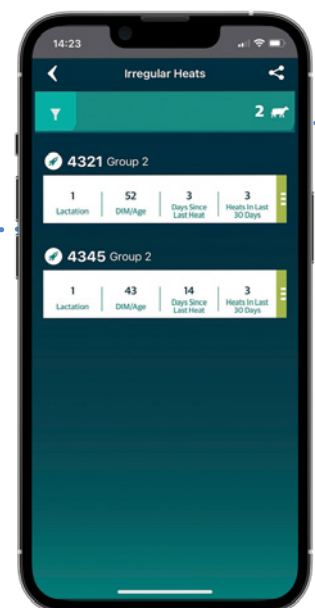 14:23
Irregular Heats
2
4321 Group 2
1 52 3 3
Lactation DIM/Age Days Since Last Heat Heats In Last 30 Days
4345 Group 2
1 43 14 3
Lactation DIM/Age Days Since Last Heat Heats In Last 30 Days